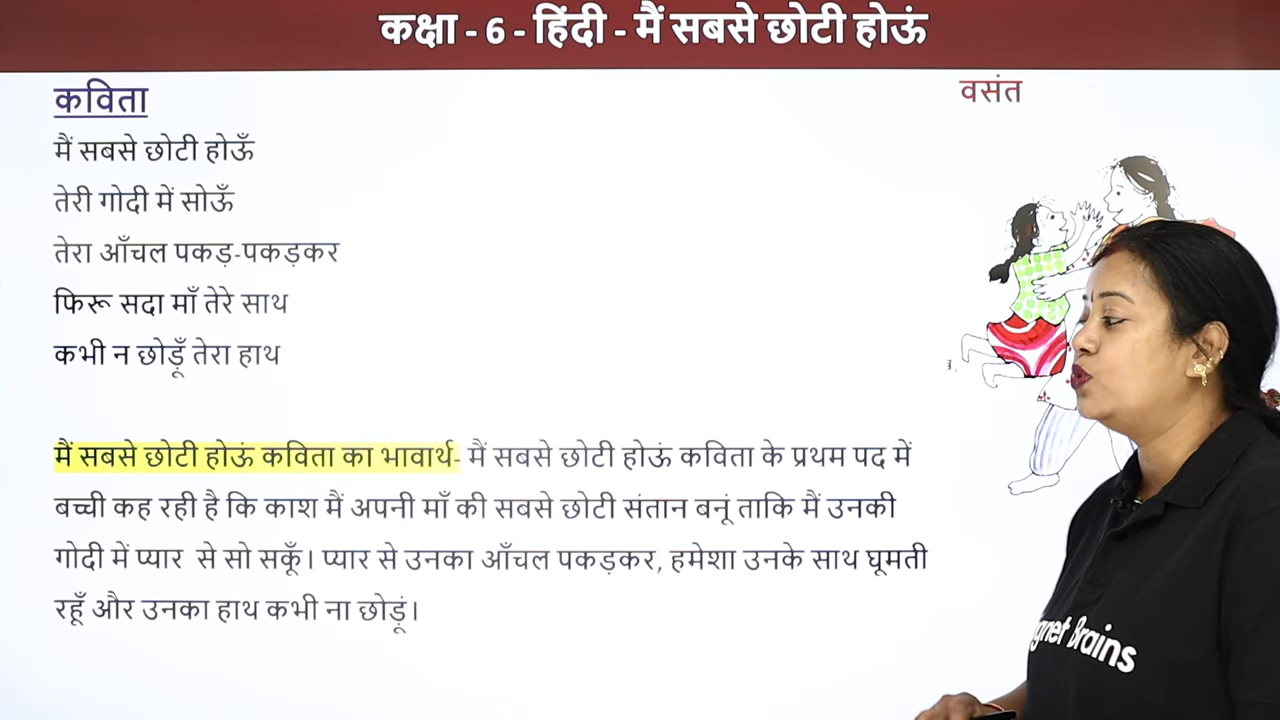 कक्षा - 6 - हिंदी - मैं सबसे छोटी होऊं
कविता
वसंत
मैं सबसे छोटी होऊँ
तेरी गोदी में सोऊँ
तेरा आँचल पकड़-पकड़कर
फिरू सदा माँ तेरे साथ
कभी न छोड़ूँ तेरा हाथ
मैं सबसे छोटी होऊं कविता का भावार्थ- मैं सबसे छोटी होऊं कविता के प्रथम पद में
बच्ची कह रही है कि काश मैं अपनी माँ की सबसे छोटी संतान बनूं ताकि मैं उनकी
गोदी में प्यार से सो सकूँ। प्यार से उनका आँचल पकड़कर, हमेशा उनके साथ घूमती
रहूँ और उनका हाथ कभी ना छोडूं।
Brains